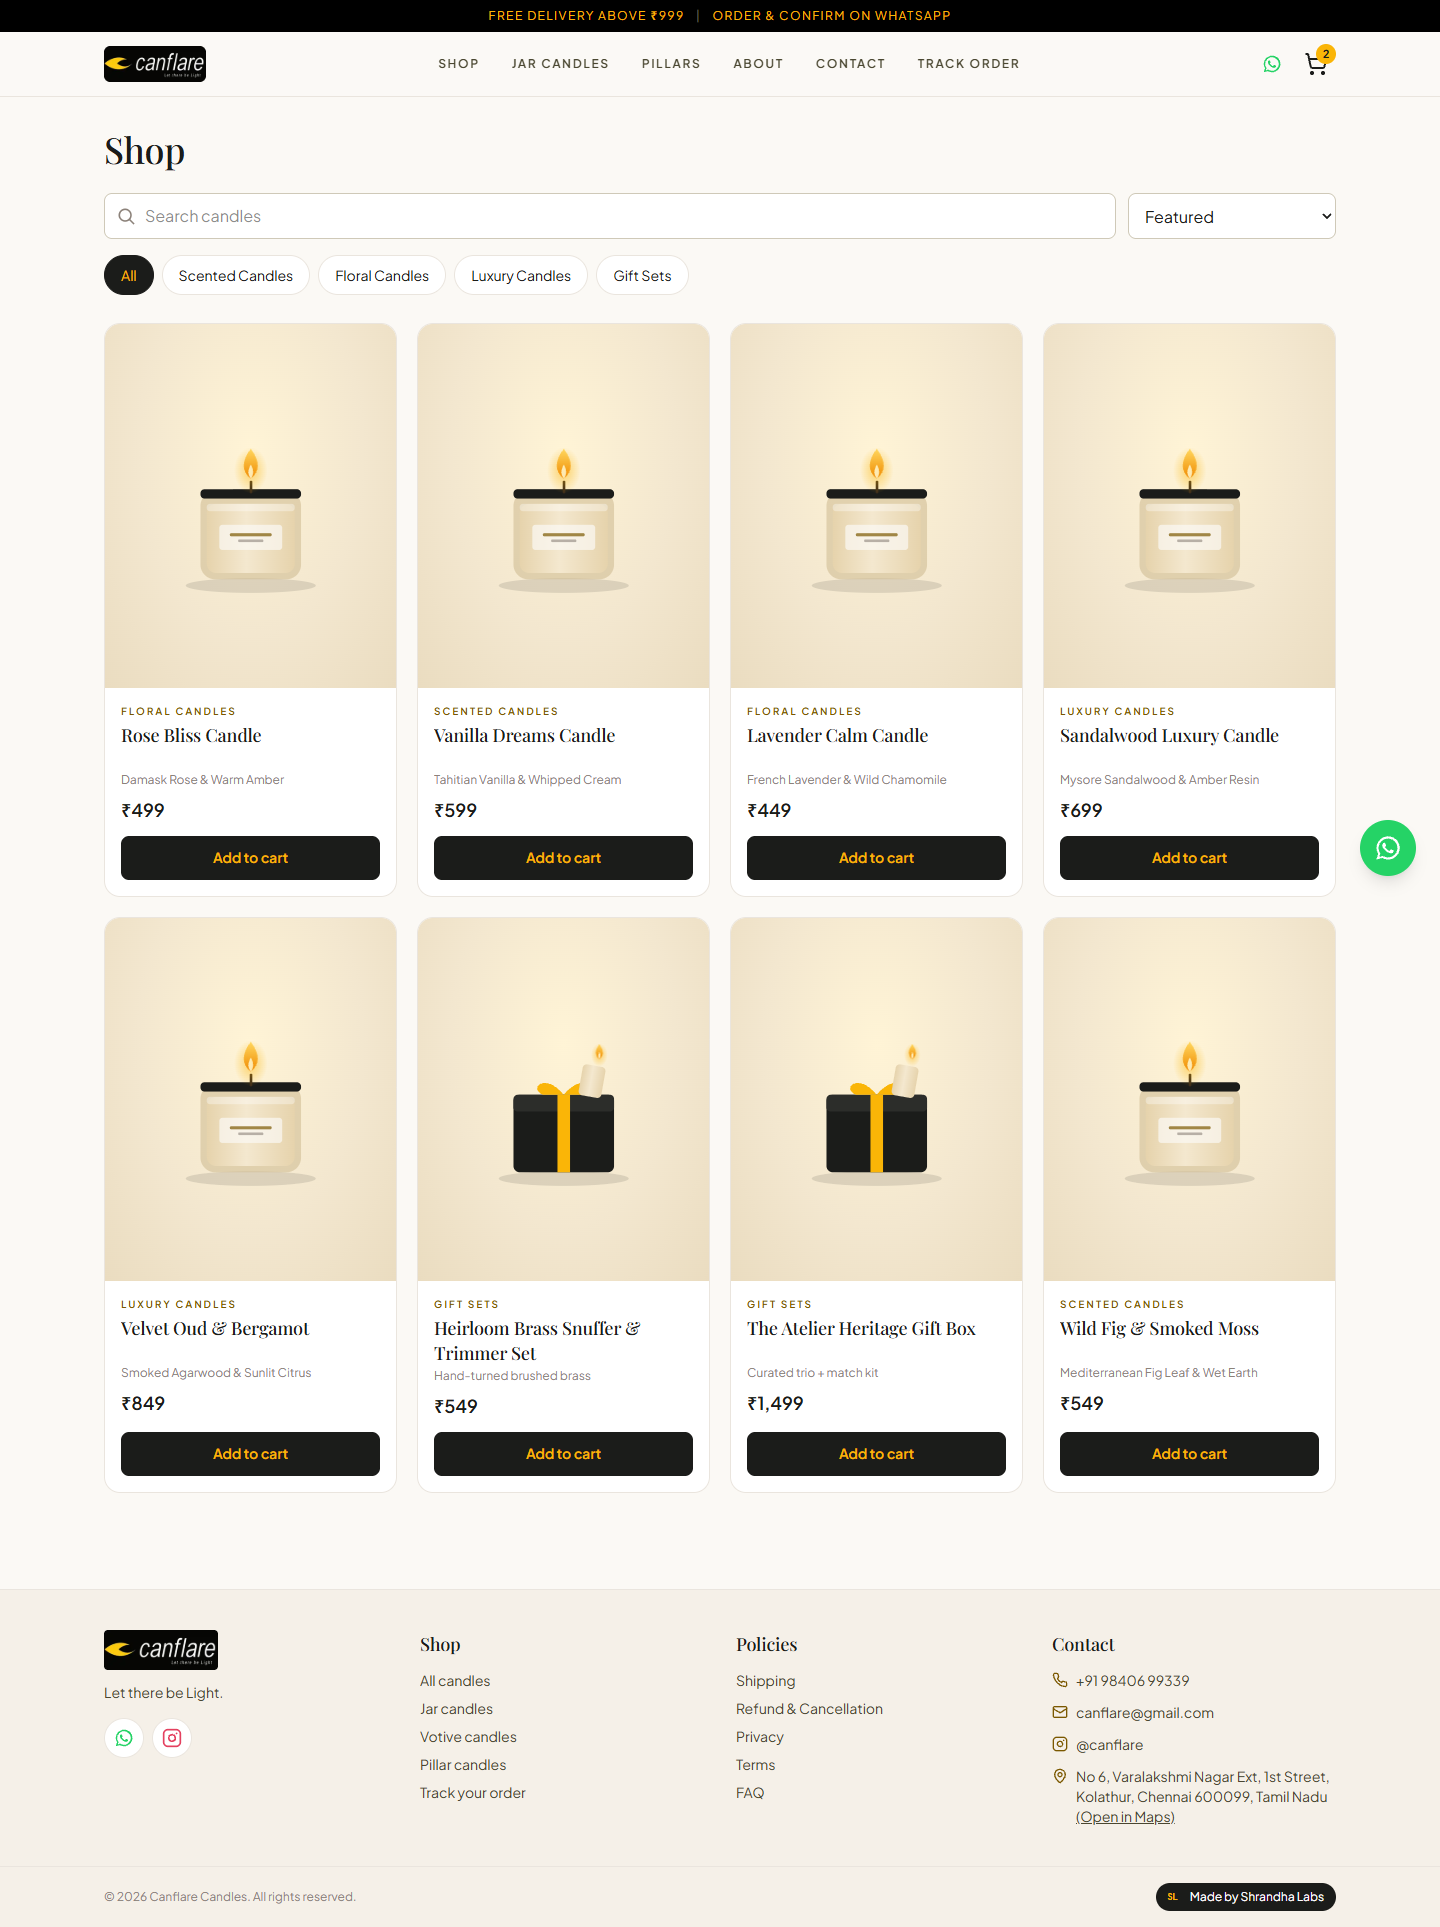 FREE DELIVERY ABOVE ₹999 | ORDER & CONFIRM ON WHATSAPP
canflare
Let there be Light
SHOP JAR CANDLES PILLARS ABOUT CONTACT TRACK ORDER
2
Shop
Search candles
Featured
All Scented Candles Floral Candles Luxury Candles Gift Sets
FLORAL CANDLES
Rose Bliss Candle
Damask Rose & Warm Amber
₹499
Add to cart
SCENTED CANDLES
Vanilla Dreams Candle
Tahitian Vanilla & Whipped Cream
₹599
Add to cart
FLORAL CANDLES
Lavender Calm Candle
French Lavender & Wild Chamomile
₹449
Add to cart
LUXURY CANDLES
Sandalwood Luxury Candle
Mysore Sandalwood & Amber Resin
₹699
Add to cart
LUXURY CANDLES
Velvet Oud & Bergamot
Smoked Agarwood & Sunlit Citrus
₹849
Add to cart
GIFT SETS
Heirloom Brass Snuffer &
Trimmer Set
Hand-turned brushed brass
₹549
Add to cart
GIFT SETS
The Atelier Heritage Gift Box
Curated trio + match kit
₹1,499
Add to cart
SCENTED CANDLES
Wild Fig & Smoked Moss
Mediterranean Fig Leaf & Wet Earth
₹549
Add to cart
canflare
Let there be Light
Let there be Light.
Shop
All candles
Jar candles
Votive candles
Pillar candles
Track your order
Policies
Shipping
Refund & Cancellation
Privacy
Terms
FAQ
Contact
+91 98406 99339
canflare@gmail.com
@canflare
No 6, Varalakshmi Nagar Ext, 1st Street,
Kolathur, Chennai 600099, Tamil Nadu
(Open in Maps)
© 2026 Canflare Candles. All rights reserved.
SL Made by Shrandha Labs